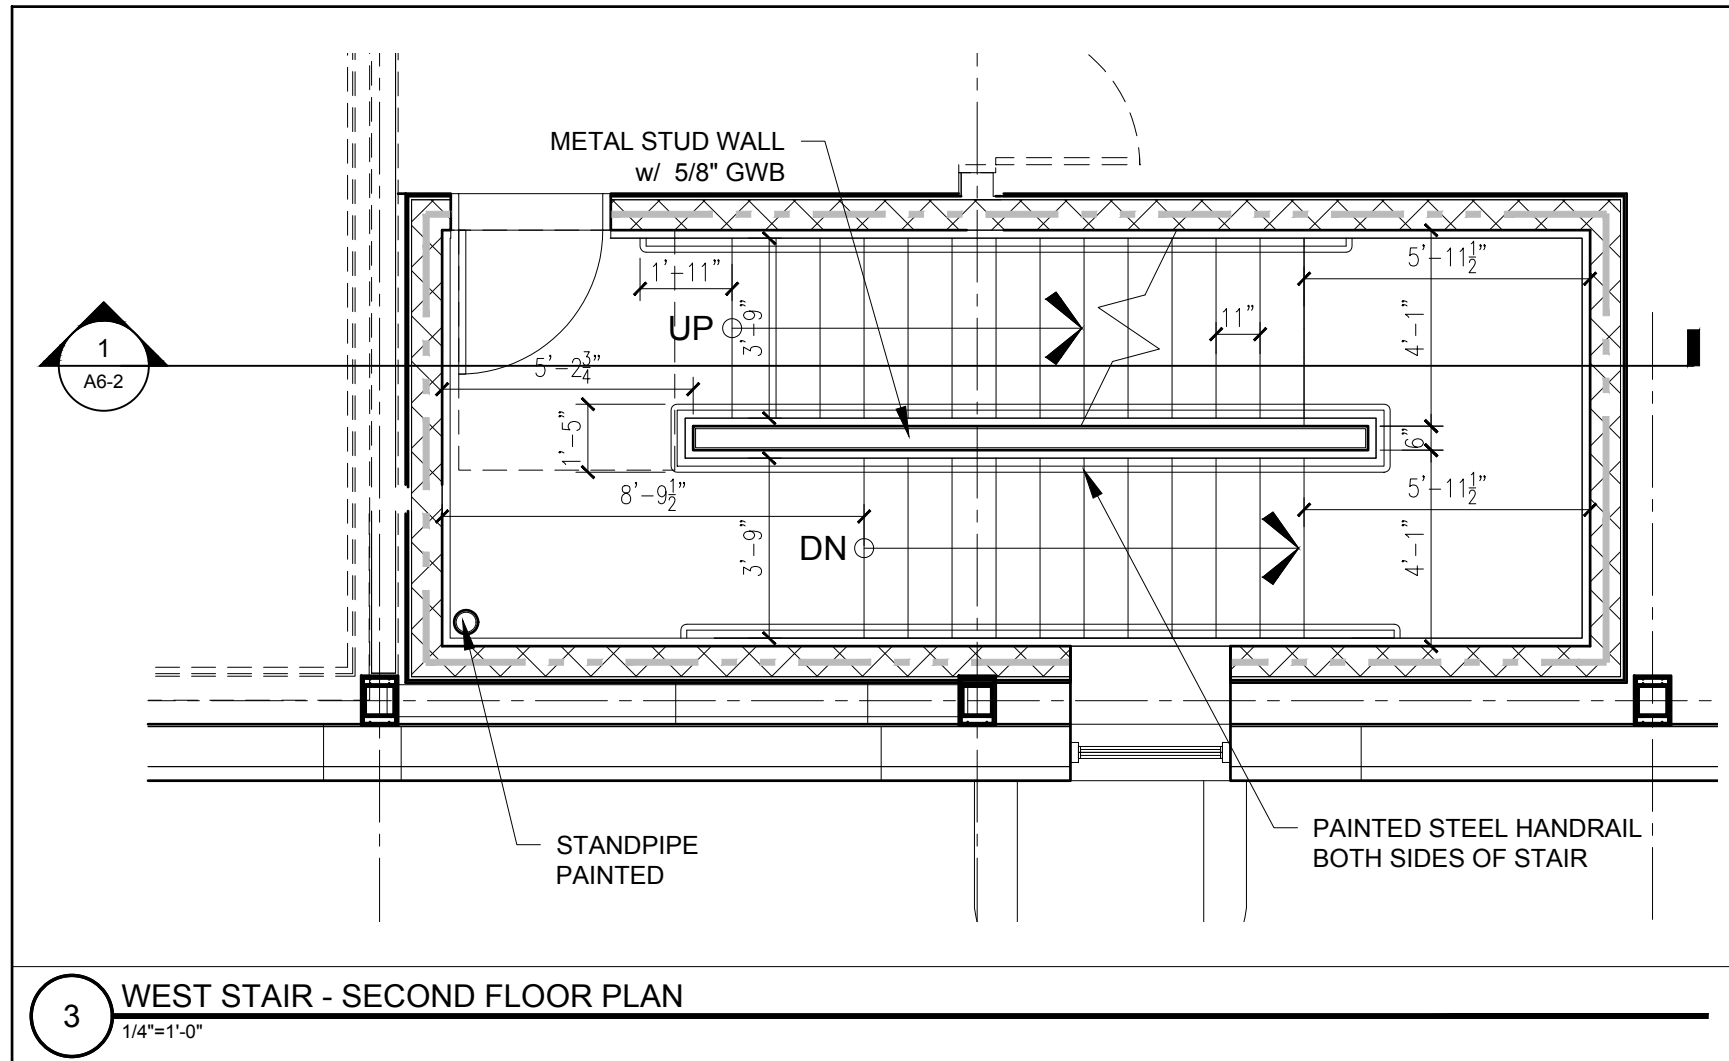 METAL STUD WALL
w/ 5/8" GWB
5'-11½"
1'-11"
UP
3'-9"
11"
4'-1"
1
A6-2
5'-2¾"
1'-5"
6"
8'-9½"
5'-11½"
DN
3'-9"
4'-1"
STANDPIPE
PAINTED
PAINTED STEEL HANDRAIL
BOTH SIDES OF STAIR
3
WEST STAIR - SECOND FLOOR PLAN
1/4"=1'-0"